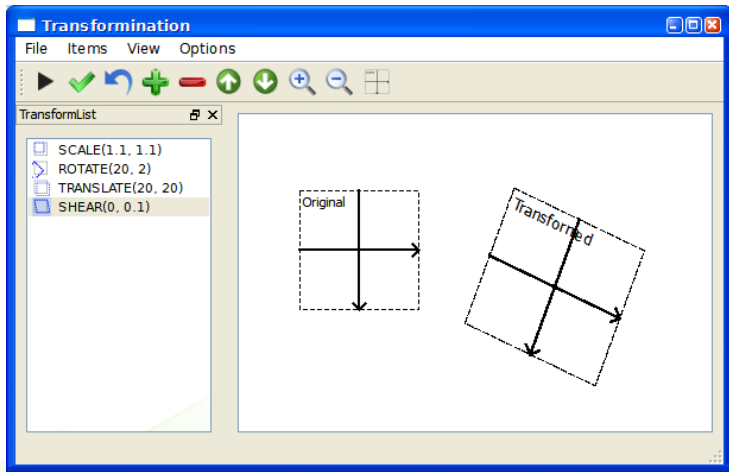 Transformination
File Items View Options
TransformList
SCALE(1.1, 1.1)
ROTATE(20, 2)
TRANSLATE(20, 20)
SHEAR(0, 0.1)
Original
Transformed